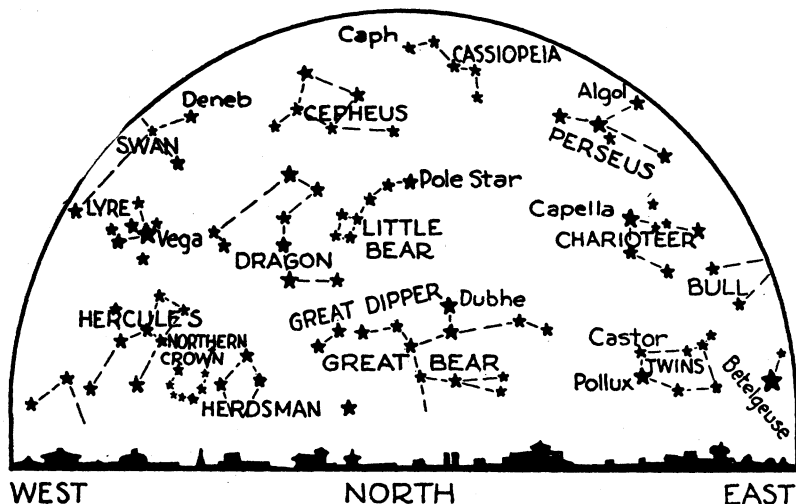 Caph
CASSIOPEIA
Deneb
CEPHEUS
Algol
SWAN
PERSEUS
Pole Star
LYRE
Vega
DRAGON
LITTLE
BEAR
Capella
CHARIOTEER
BULL
HERCULES
NORTHERN
CROWN
HERDSMAN
GREAT DIPPER
Dubhe
GREAT BEAR
Castor
TWINS
Pollux
Betelgeuse
WEST
NORTH
EAST